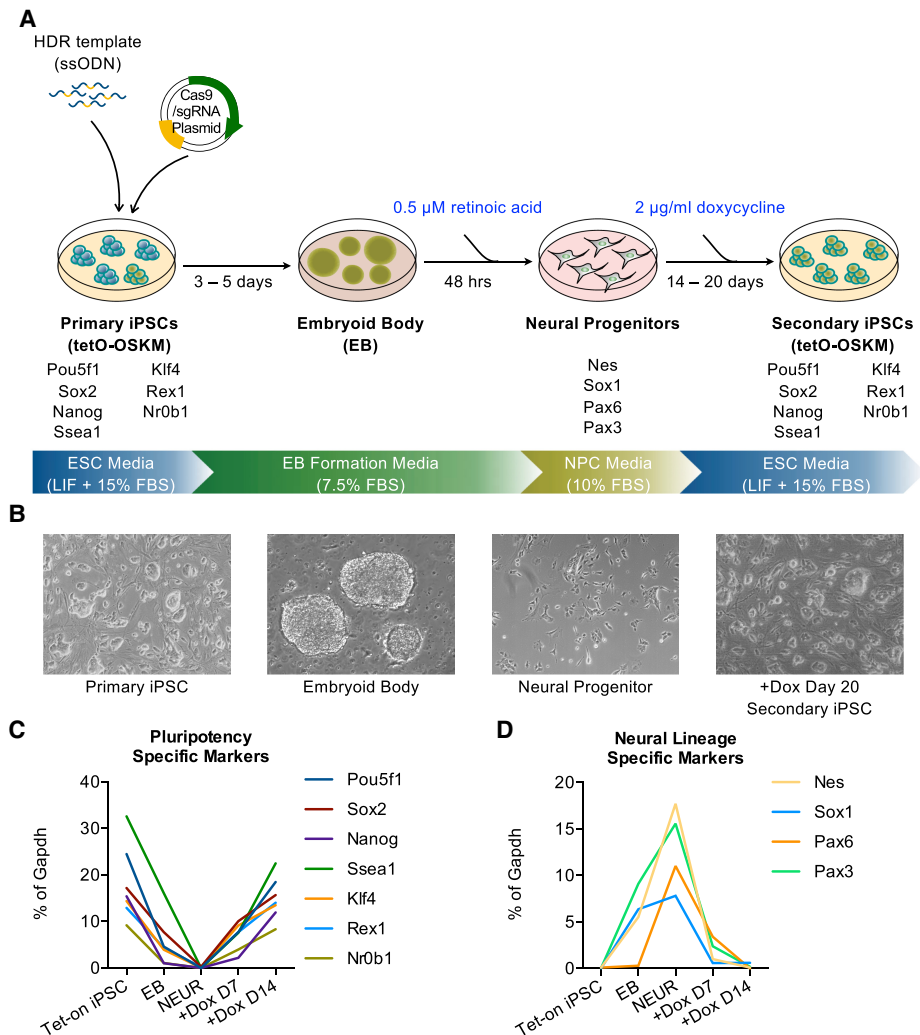 A
HDR template
(ssODN)
Cas9
/sgRNA
Plasmid
0.5 µM retinoic acid
2 µg/ml doxycycline
3 – 5 days
48 hrs
14 – 20 days
Primary iPSCs
(tetO-OSKM)
Embryoid Body
(EB)
Neural Progenitors
Secondary iPSCs
(tetO-OSKM)
Pou5f1 Klf4
Sox2 Rex1
Nanog Nr0b1
Ssea1
Nes
Sox1
Pax6
Pax3
Pou5f1 Klf4
Sox2 Rex1
Nanog Nr0b1
Ssea1
ESC Media
(LIF + 15% FBS)
EB Formation Media
(7.5% FBS)
NPC Media
(10% FBS)
ESC Media
(LIF + 15% FBS)
B
Primary iPSC
Embryoid Body
Neural Progenitor
+Dox Day 20
Secondary iPSC
C
Pluripotency
Specific Markers
% of Gapdh
40
30
20
10
0
Tet-on iPSC
EB
NEUR
+Dox D7
+Dox D14
Pou5f1
Sox2
Nanog
Ssea1
Klf4
Rex1
Nr0b1
D
Neural Lineage
Specific Markers
% of Gapdh
20
15
10
5
0
Tet-on iPSC
EB
NEUR
+Dox D7
+Dox D14
Nes
Sox1
Pax6
Pax3